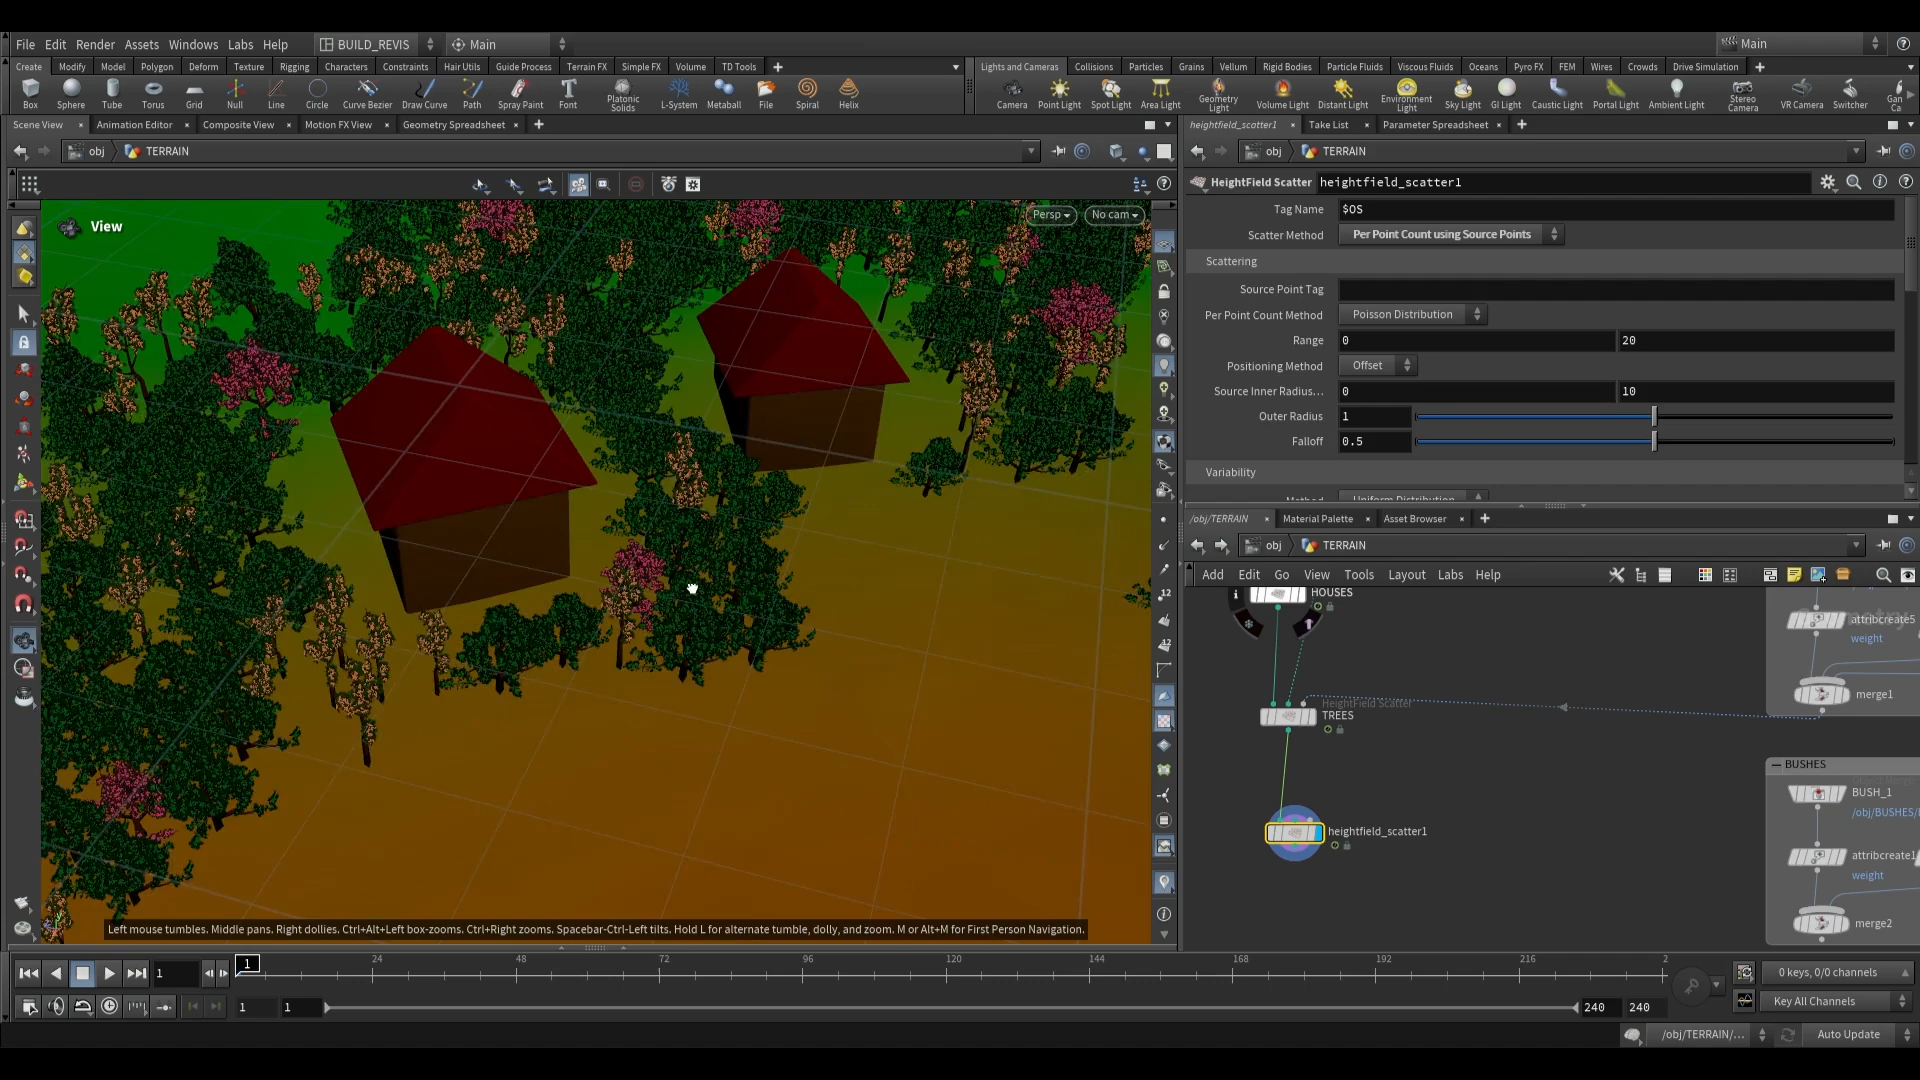 File Edit Render Assets Windows Labs Help BUILD_REVIS Main Main
Create Modify Model Polygon Deform Texture Rigging Characters Constraints Hair Utils Guide Process Terrain FX Simple FX Volume TD Tools
Lights and Cameras Collisions Particles Grains Vellum Rigid Bodies Particle Fluids Viscous Fluids Oceans Pyro FX FEM Wires Crowds Drive Simulation
Box Sphere Tube Torus Grid Null Line Circle Curve Bezier Draw Curve Path Spray Paint Font Platonic Solids L-System Metaball File Spiral Helix
Camera Point Light Spot Light Area Light Geometry Light Volume Light Distant Light Environment Light Sky Light GI Light Caustic Light Portal Light Ambient Light Stereo Camera VR Camera Switcher Gan Ca
Scene View Animation Editor Composite View Motion FX View Geometry Spreadsheet
heightfield_scatter1 Take List Parameter Spreadsheet
obj TERRAIN
obj TERRAIN
HeightField Scatter heightfield_scatter1
Tag Name $OS
Scatter Method Per Point Count using Source Points
Scattering
Source Point Tag
Per Point Count Method Poisson Distribution
Range 0 20
Positioning Method Offset
Source Inner Radius... 0 10
Outer Radius 1
Falloff 0.5
Variability
Method Uniform Distribution
View
Persp
No cam
12
42
Left mouse tumbles. Middle pans. Right dollies. Ctrl+Alt+Left box-zooms. Ctrl+Right zooms. Spacebar-Ctrl-Left tilts. Hold L for alternate tumble, dolly, and zoom. M or Alt+M for First Person Navigation.
/obj/TERRAIN Material Palette Asset Browser
obj TERRAIN
Add Edit Go View Tools Layout Labs Help
HOUSES
attribcreate5
weight
merge1
HeightField Scatter
TREES
BUSHES
BUSH_1
/obj/BUSHES/
heightfield_scatter1
attribcreate1
weight
merge2
1 1 24 48 72 96 120 144 168 192 216 2
0 keys, 0/0 channels
1 1 240 240
Key All Channels
/obj/TERRAIN/... Auto Update